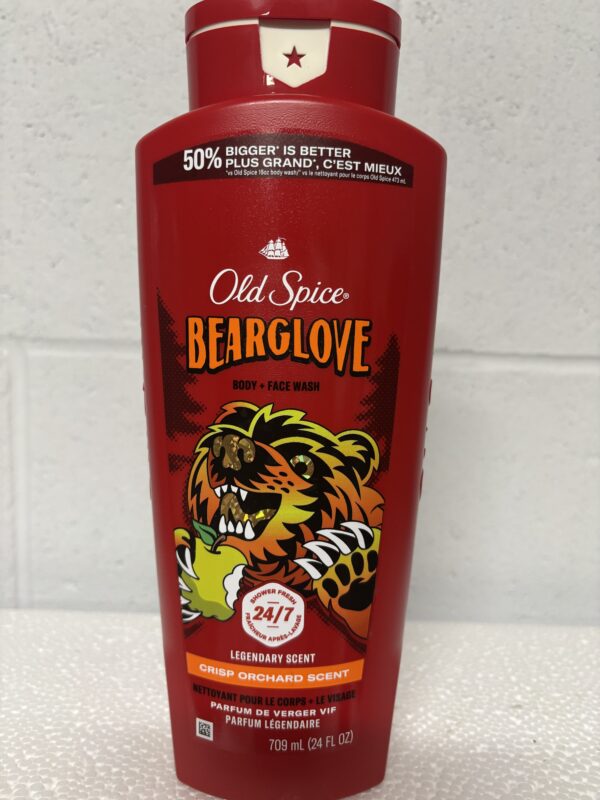 50% BIGGER* IS BETTER
PLUS GRAND*, C'EST MIEUX
*vs Old Spice 16oz body wash/* vs le nettoyant pour le corps Old Spice 473 mL
Old Spice®
BEARGLOVE
BODY + FACE WASH
SHOWER FRESH
24/7
FRAÎCHEUR APRÈS-LAVAGE
LEGENDARY SCENT
CRISP ORCHARD SCENT
NETTOYANT POUR LE CORPS + LE VISAGE
PARFUM DE VERGER VIF
PARFUM LÉGENDAIRE
709 mL (24 FL OZ)